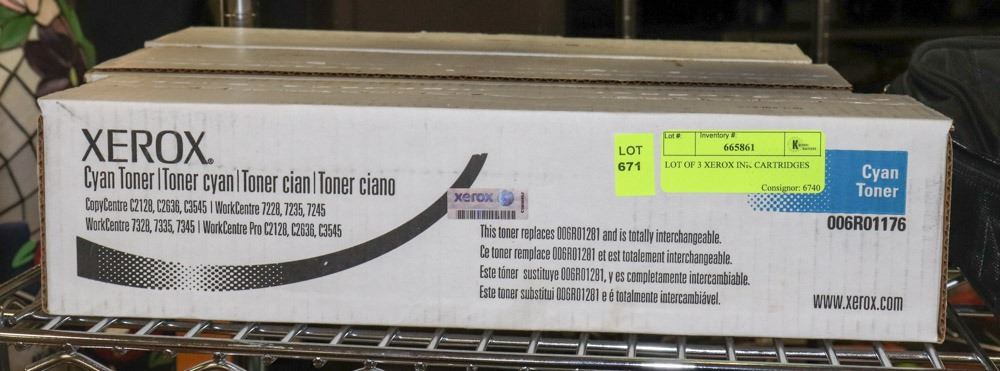 XEROX.
Cyan Toner | Toner cyan | Toner cian | Toner ciano
CopyCentre C2128, C2636, C3545 | WorkCentre 7228, 7235, 7245
WorkCentre 7328, 7335, 7345 | WorkCentre Pro C2128, C2636, C3545
xerox
This toner replaces 006R01281 and is totally interchangeable.
Ce toner remplace 006R01281 et est totalement interchangeable.
Este tóner sustituye 006R01281, y es completamente intercambiable.
Este toner substitui 006R01281 e é totalmente intercambiável.
LOT
671
Lot #: Inventory #:
665861
LOT OF 3 XEROX INK CARTRIDGES
Consignor: 6740
Cyan
Toner
006R01176
www.xerox.com